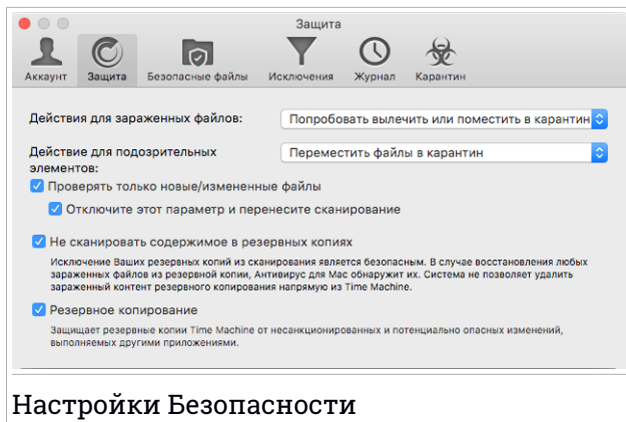 Защита
Аккаунт Защита Безопасные файлы Исключения Журнал Карантин
Действия для зараженных файлов: Попробовать вылечить или поместить в карантин
Действие для подозрительных
элементов: Переместить файлы в карантин
Проверять только новые/измененные файлы
Отключите этот параметр и перенесите сканирование
Не сканировать содержимое в резервных копиях
Исключение Ваших резервных копий из сканирования является безопасным. В случае восстановления любых
зараженных файлов из резервной копии, Антивирус для Mac обнаружит их. Система не позволяет удалить
зараженный контент резервного копирования напрямую из Time Machine.
Резервное копирование
Защищает резервные копии Time Machine от несанкционированных и потенциально опасных изменений,
выполняемых другими приложениями.
Настройки Безопасности